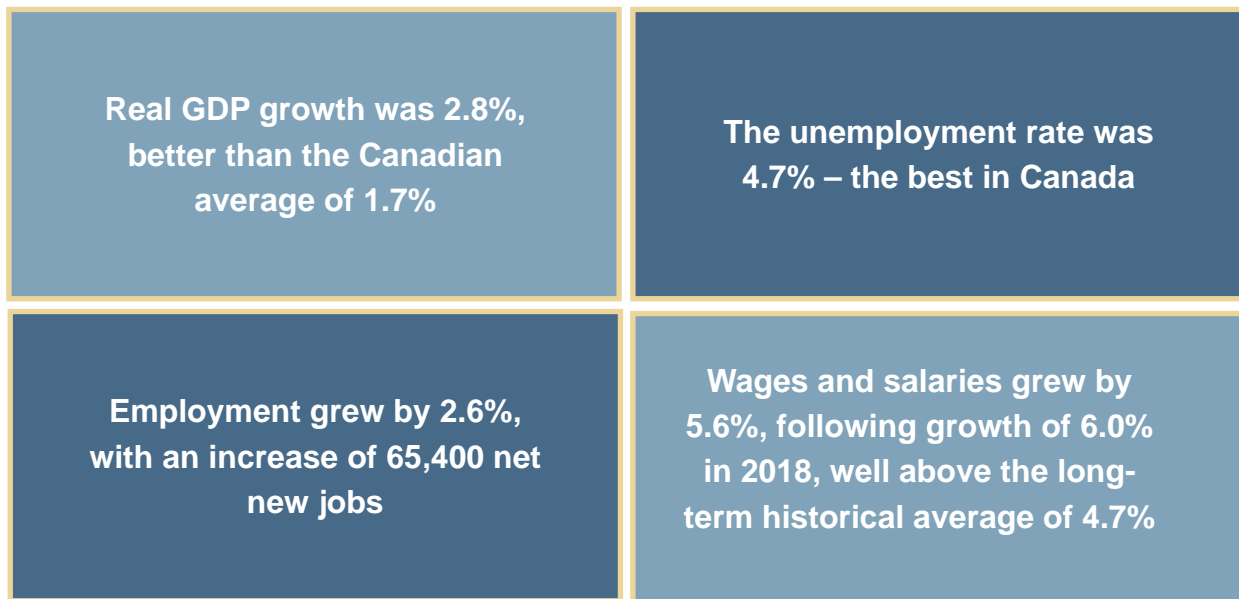 Real GDP growth was 2.8%,
better than the Canadian
average of 1.7%
The unemployment rate was
4.7% – the best in Canada
Employment grew by 2.6%,
with an increase of 65,400 net
new jobs
Wages and salaries grew by
5.6%, following growth of 6.0%
in 2018, well above the long-
term historical average of 4.7%